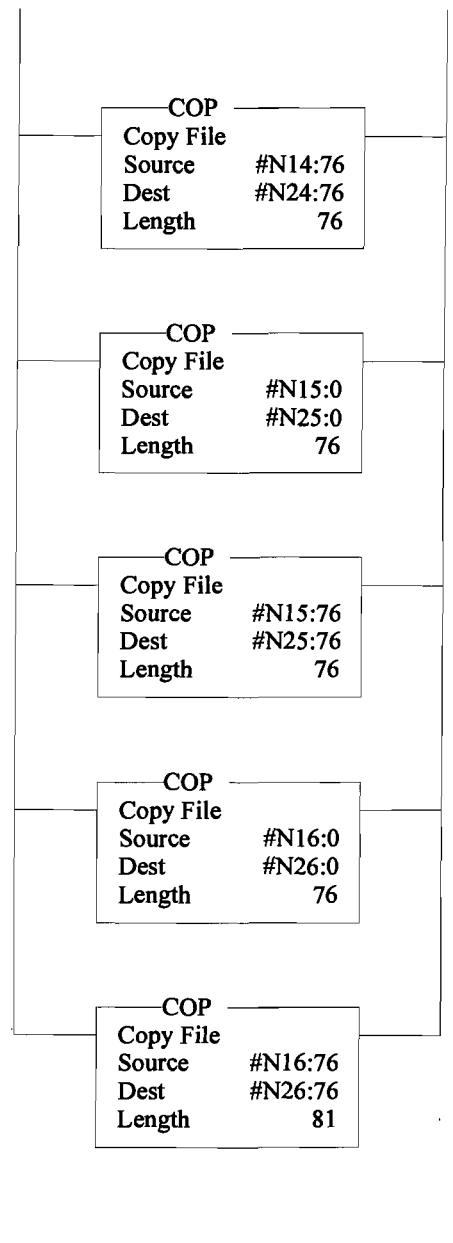 COP
Copy File
Source #N14:76
Dest #N24:76
Length 76
COP
Copy File
Source #N15:0
Dest #N25:0
Length 76
COP
Copy File
Source #N15:76
Dest #N25:76
Length 76
COP
Copy File
Source #N16:0
Dest #N26:0
Length 76
COP
Copy File
Source #N16:76
Dest #N26:76
Length 81